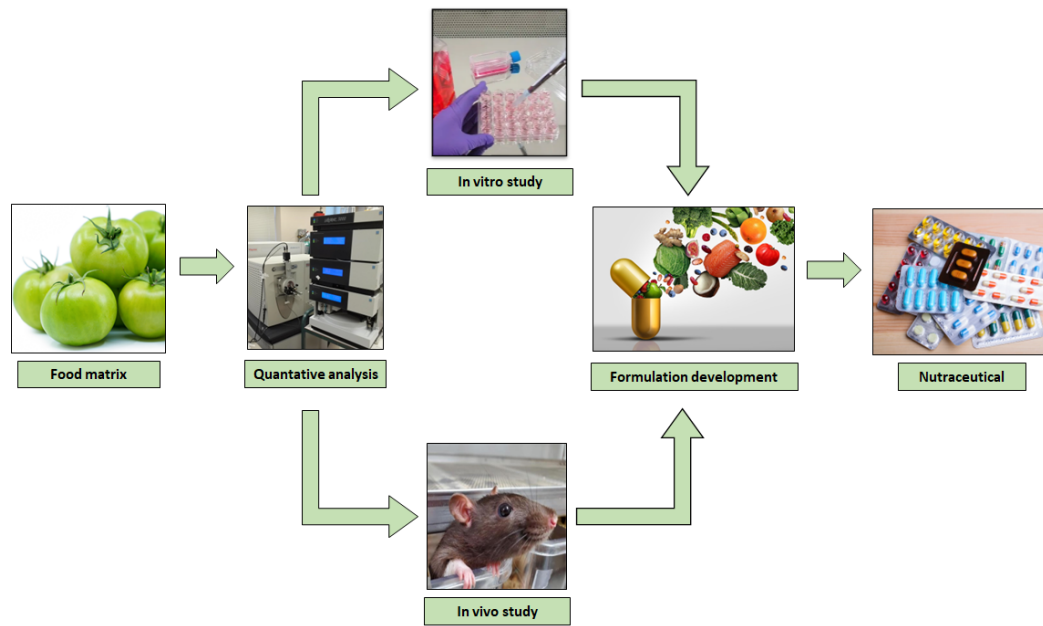 In vitro study
Food matrix
Quantative analysis
Formulation development
Nutraceutical
In vivo study